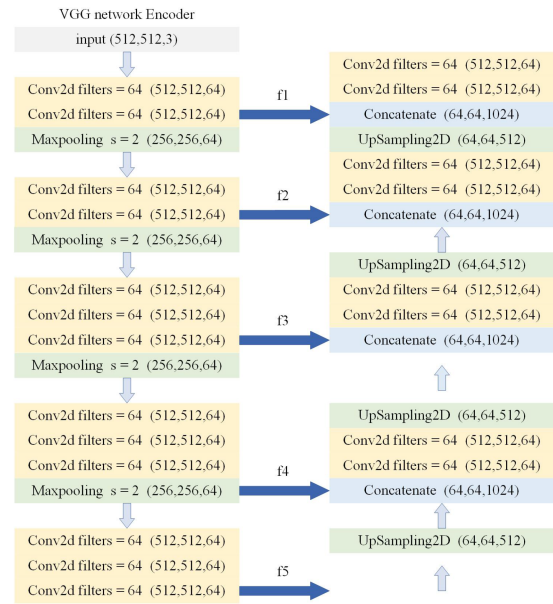 VGG network Encoder
input (512,512,3)
Conv2d filters = 64 (512,512,64)
Conv2d filters = 64 (512,512,64)
Maxpooling s = 2 (256,256,64)
Conv2d filters = 64 (512,512,64)
Conv2d filters = 64 (512,512,64)
Maxpooling s = 2 (256,256,64)
Conv2d filters = 64 (512,512,64)
Conv2d filters = 64 (512,512,64)
Conv2d filters = 64 (512,512,64)
Maxpooling s = 2 (256,256,64)
Conv2d filters = 64 (512,512,64)
Conv2d filters = 64 (512,512,64)
Conv2d filters = 64 (512,512,64)
Maxpooling s = 2 (256,256,64)
Conv2d filters = 64 (512,512,64)
Conv2d filters = 64 (512,512,64)
Conv2d filters = 64 (512,512,64)
f1
f2
f3
f4
f5
Conv2d filters = 64 (512,512,64)
Conv2d filters = 64 (512,512,64)
Concatenate (64,64,1024)
UpSampling2D (64,64,512)
Conv2d filters = 64 (512,512,64)
Conv2d filters = 64 (512,512,64)
Concatenate (64,64,1024)
UpSampling2D (64,64,512)
Conv2d filters = 64 (512,512,64)
Conv2d filters = 64 (512,512,64)
Concatenate (64,64,1024)
UpSampling2D (64,64,512)
Conv2d filters = 64 (512,512,64)
Conv2d filters = 64 (512,512,64)
Concatenate (64,64,1024)
UpSampling2D (64,64,512)